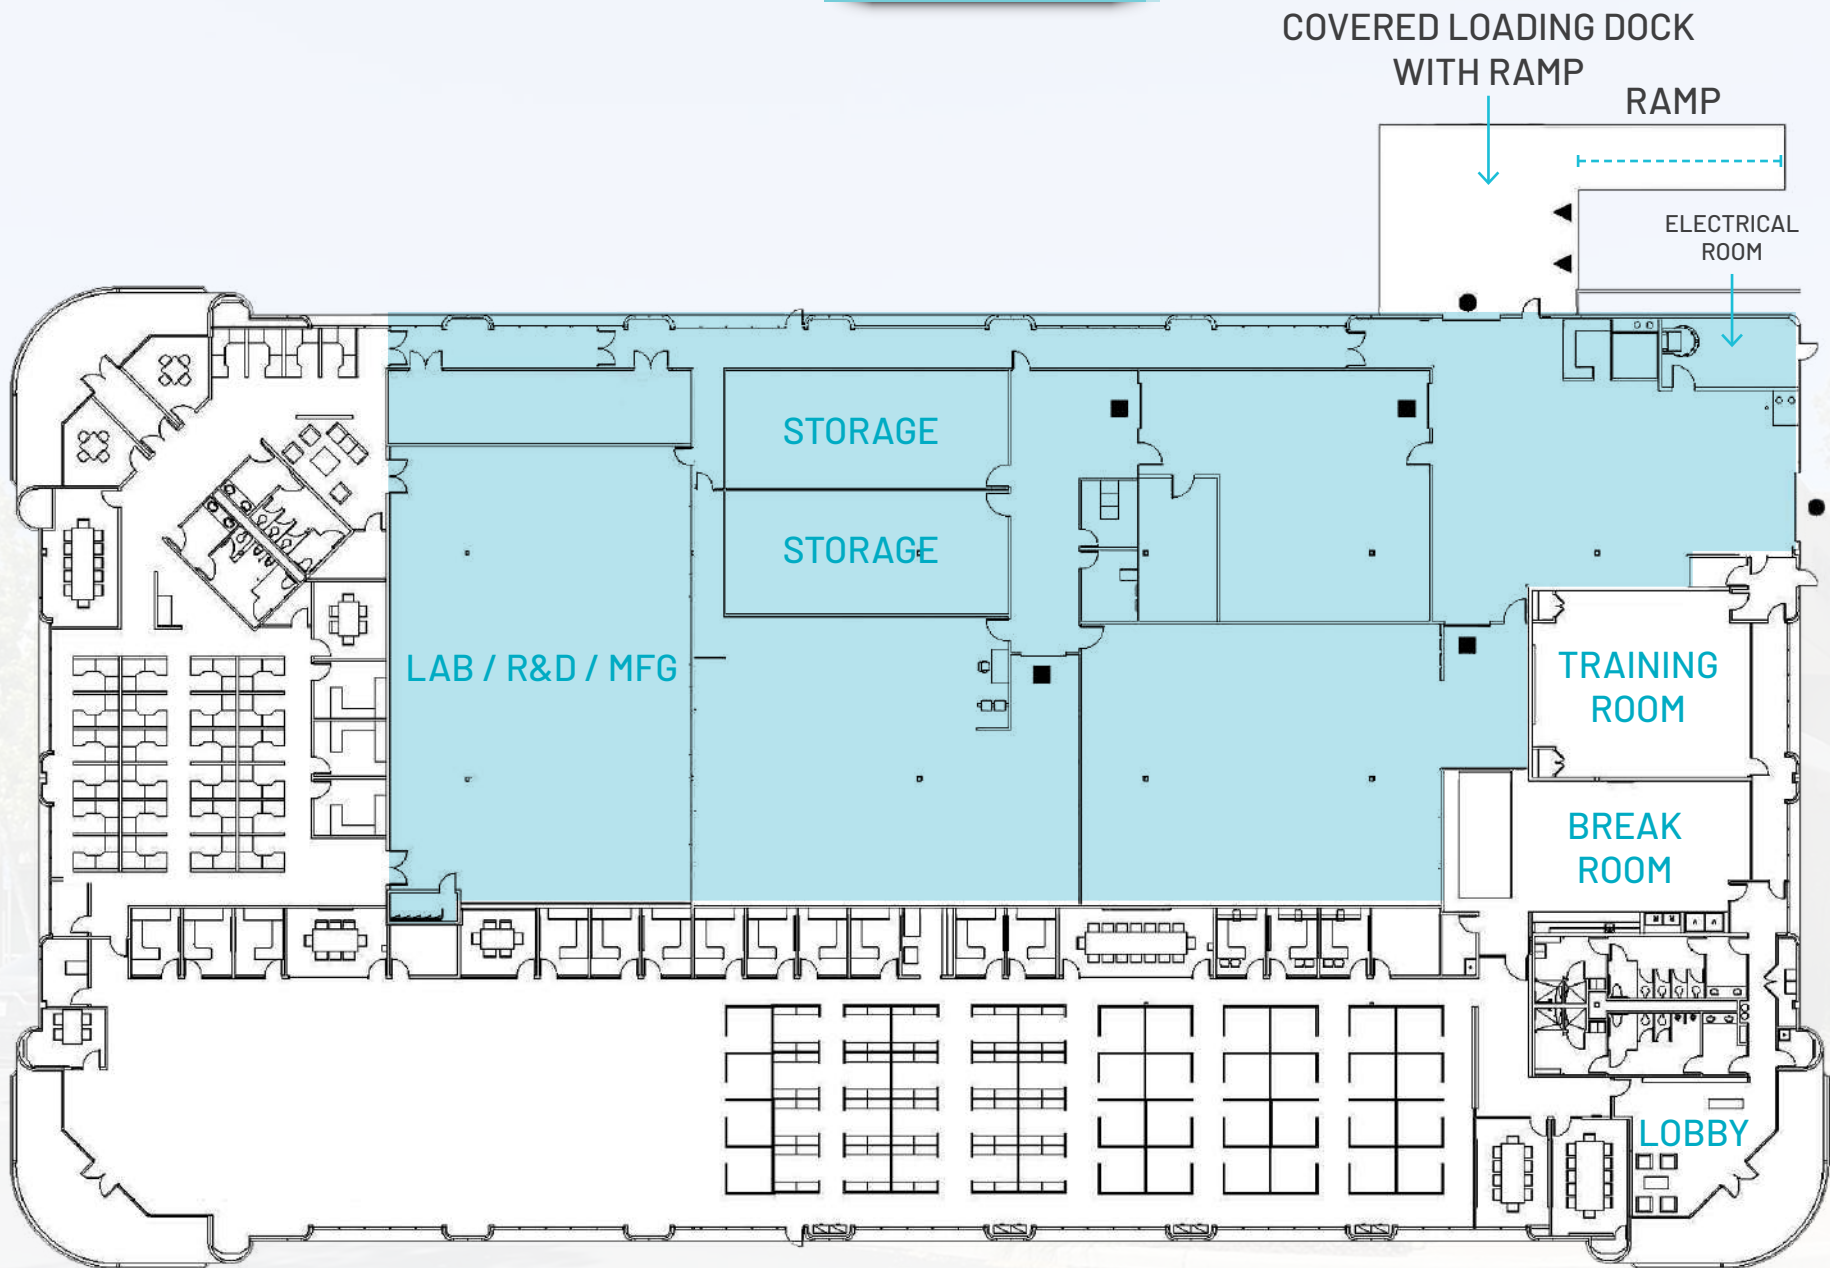 COVERED LOADING DOCK
WITH RAMP
RAMP
ELECTRICAL
ROOM
STORAGE
STORAGE
LAB / R&D / MFG
TRAINING
ROOM
BREAK
ROOM
LOBBY